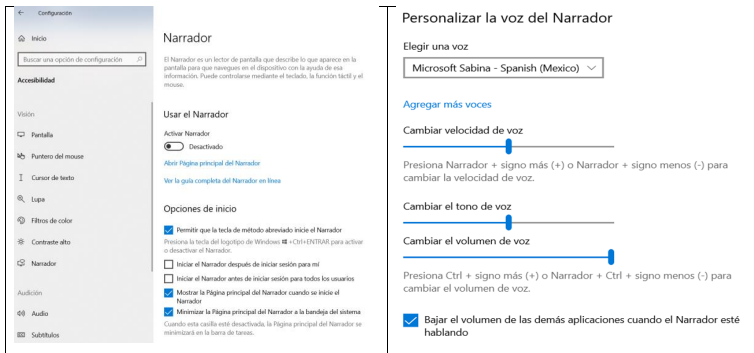 Configuración
Inicio
Buscar una opción de configuración
Accesibilidad
Visión
Pantalla
Puntero del mouse
Cursor de texto
Lupa
Filtros de color
Contraste alto
Narrador
Audición
Audio
Subtítulos
Narrador
El Narrador es un lector de pantalla que describe lo que aparece en la
pantalla para que navegues en el dispositivo con la ayuda de esa
información. Puede controlarse mediante el teclado, la función táctil y el
mouse.
Usar el Narrador
Activar Narrador
Desactivado
Abrir Página principal del Narrador
Ver la guía completa del Narrador en línea
Opciones de inicio
Permitir que la tecla de método abreviado inicie el Narrador
Presiona la tecla del logotipo de Windows +Ctrl+ENTRAR para activar
o desactivar el Narrador.
Iniciar el Narrador después de iniciar sesión para mí
Iniciar el Narrador antes de iniciar sesión para todos los usuarios
Mostrar la Página principal del Narrador cuando se inicie el
Narrador
Minimizar la Página principal del Narrador a la bandeja del sistema
Cuando esta casilla esté desactivada, la Página principal del Narrador se
minimizará en la barra de tareas.
Personalizar la voz del Narrador
Elegir una voz
Microsoft Sabina - Spanish (Mexico)
Agregar más voces
Cambiar velocidad de voz
Presiona Narrador + signo más (+) o Narrador + signo menos (-) para
cambiar la velocidad de voz.
Cambiar el tono de voz
Cambiar el volumen de voz
Presiona Ctrl + signo más (+) o Narrador + Ctrl + signo menos (-) para
cambiar el volumen de voz.
Bajar el volumen de las demás aplicaciones cuando el Narrador esté
hablando